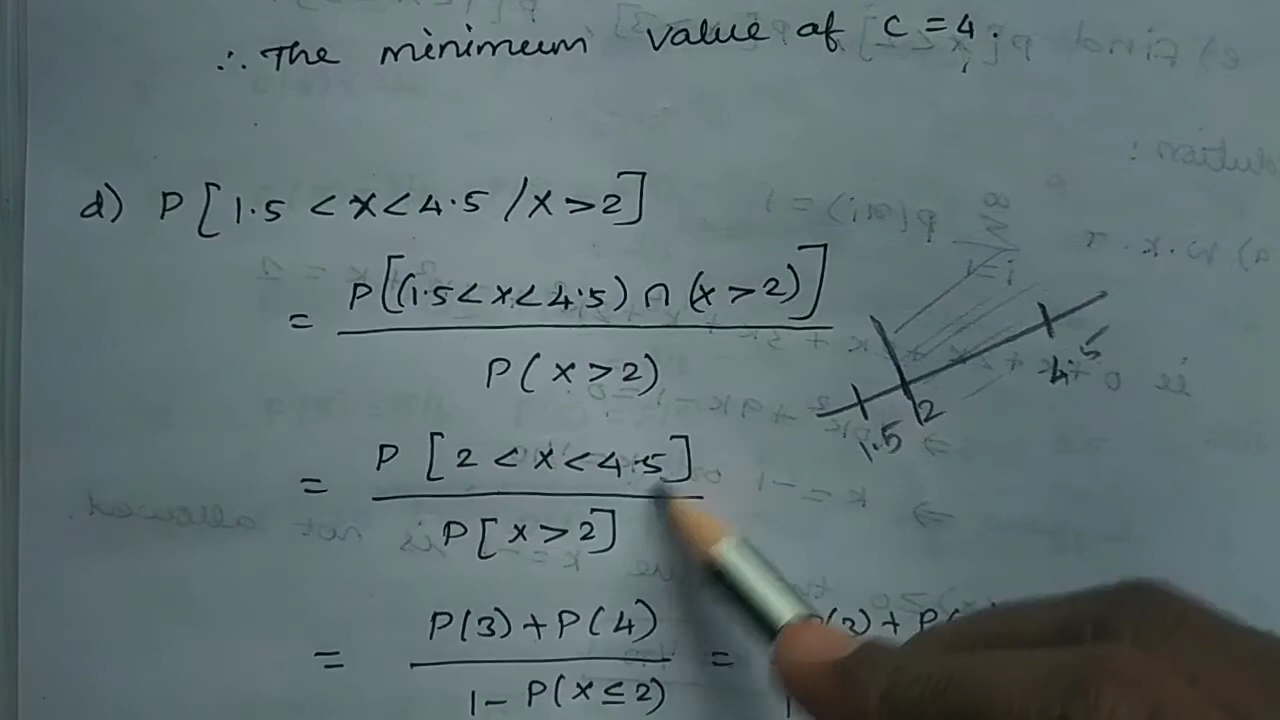 ∴ The minimum value of c = 4.
d) P[1.5 < X < 4.5 / X > 2]
= P[(1.5 < X < 4.5) ∩ (X > 2)]
P(X > 2)
1.5 2 4.5
= P[2 < X < 4.5]
P[X > 2]
= P(3) + P(4) =
1 - P(X ≤ 2)